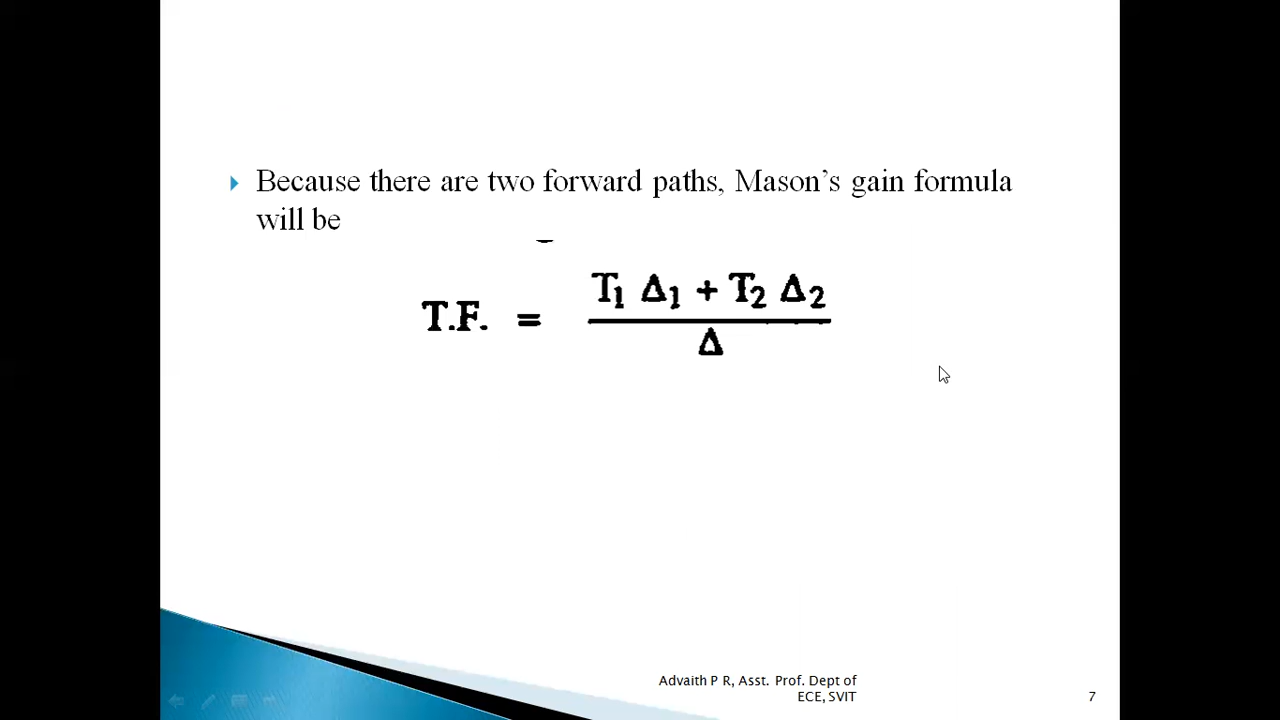 Because there are two forward paths, Mason's gain formula
will be
T.F. = T₁ Δ₁ + T₂ Δ₂
Δ
Advaith P R, Asst. Prof. Dept of
ECE, SVIT
7